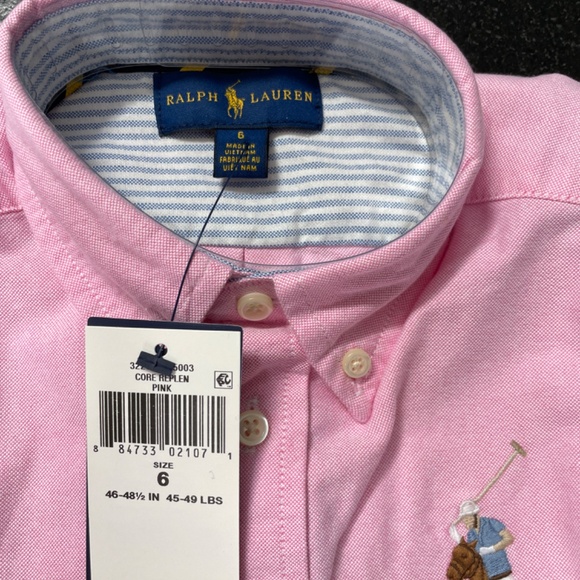 RALPH LAUREN
6
MADE IN
VIETNAM
FABRIQUÉ AU
VIÊT NAM
5003
CORE REPLEN
PINK
8 84733 02107 1
SIZE
6
46-48½ IN 45-49 LBS